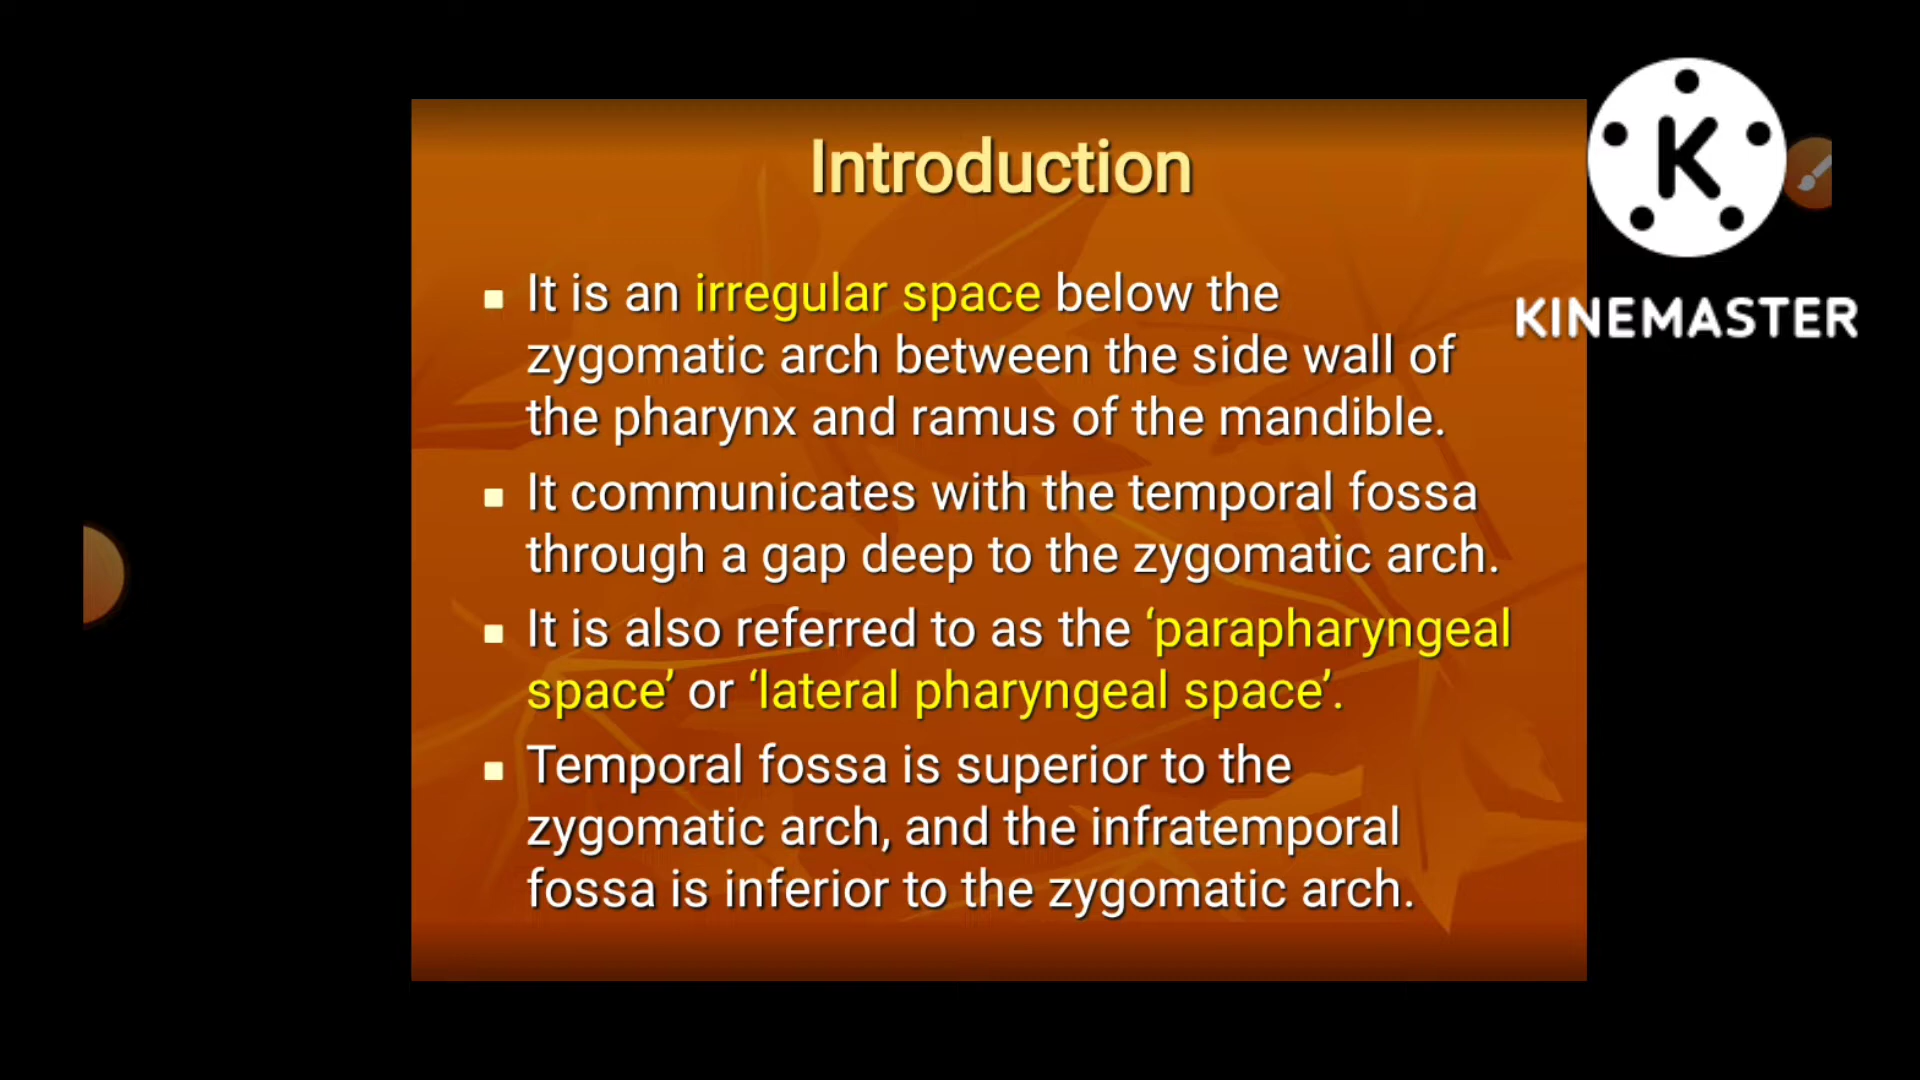 Introduction
It is an irregular space below the
zygomatic arch between the side wall of
the pharynx and ramus of the mandible.
It communicates with the temporal fossa
through a gap deep to the zygomatic arch.
It is also referred to as the ‘parapharyngeal
space’ or ‘lateral pharyngeal space’.
Temporal fossa is superior to the
zygomatic arch, and the infratemporal
fossa is inferior to the zygomatic arch.
K
KINEMASTER